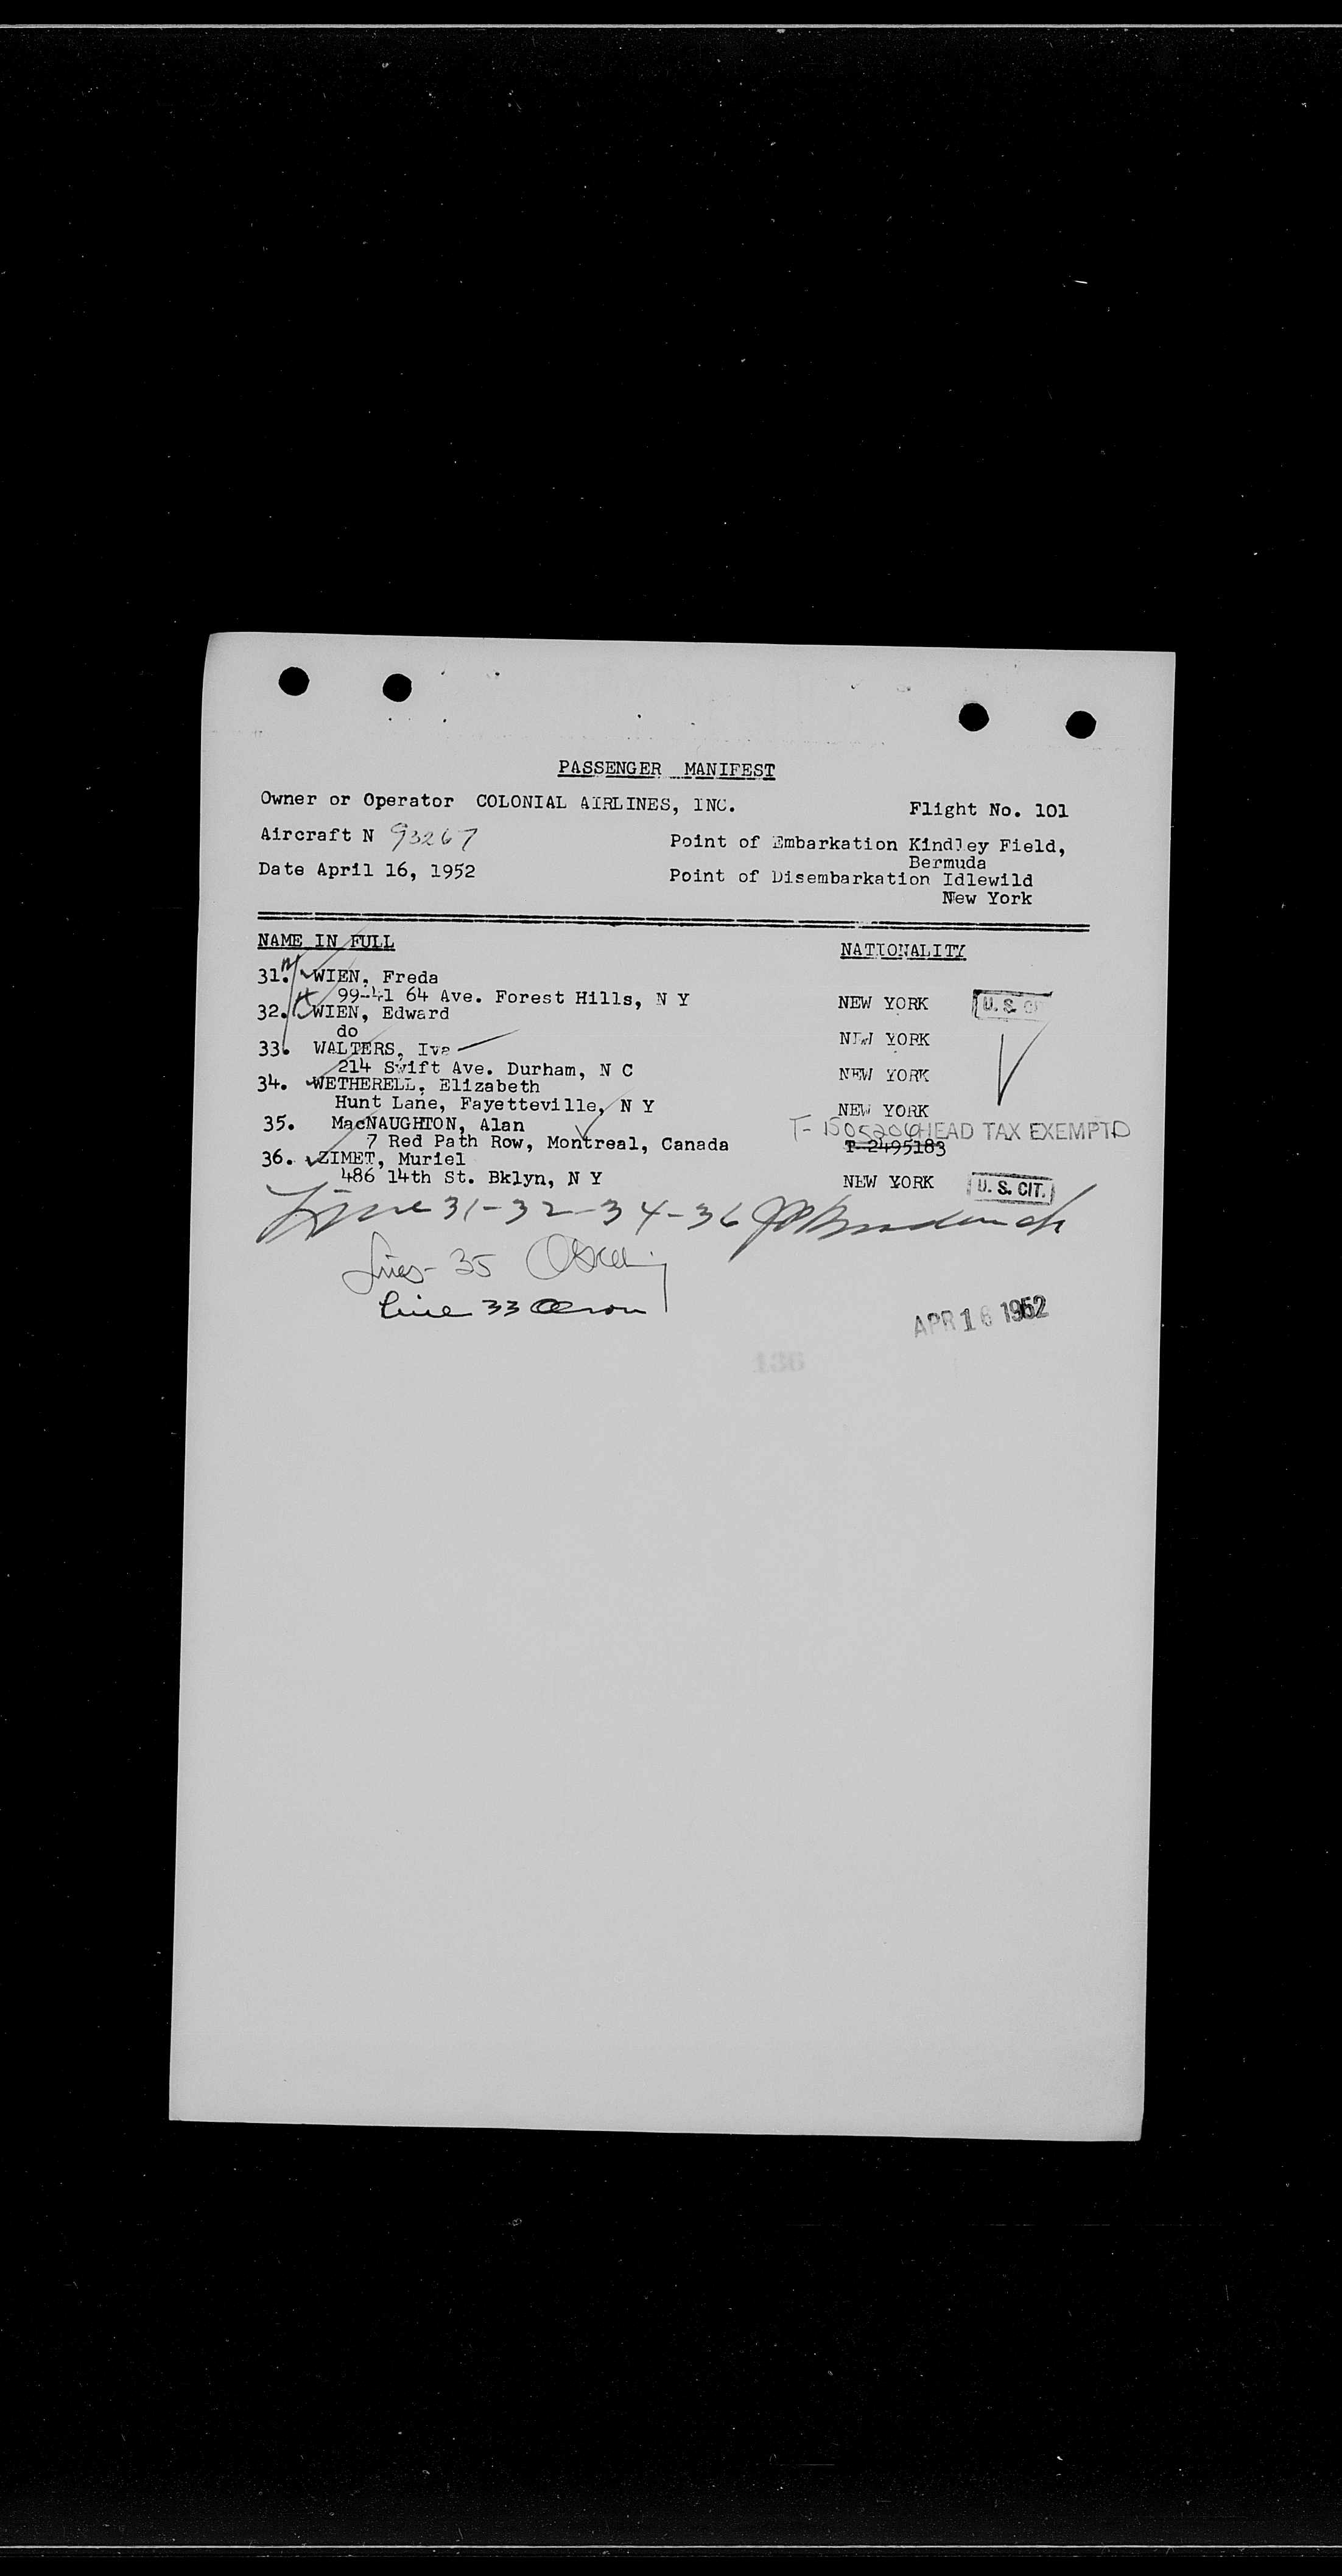 PASSENGER MANIFEST
Owner or Operator COLONIAL AIRLINES, INC. Flight No. 101
Aircraft N 93267 Point of Embarkation Kindley Field,
Bermuda
Date April 16, 1952 Point of Disembarkation Idlewild
New York
NAME IN FULL NATIONALITY
31. WIEN, Freda
99-41 64 Ave. Forest Hills, N Y NEW YORK U. S. CI
32. WIEN, Edward
do NEW YORK
33. WALTERS, Iva
214 Swift Ave. Durham, N C NEW YORK
34. WETHERELL, Elizabeth
Hunt Lane, Fayetteville, N Y NEW YORK
35. MacNAUGHTON, Alan T-1505206 HEAD TAX EXEMPTD
7 Red Path Row, Montreal, Canada P-2495183
36. ZIMET, Muriel
486 14th St. Bklyn, N Y NEW YORK U. S. CIT.
Line 31-32-34-36
Lines- 35
Line 33
APR 16 1952
136